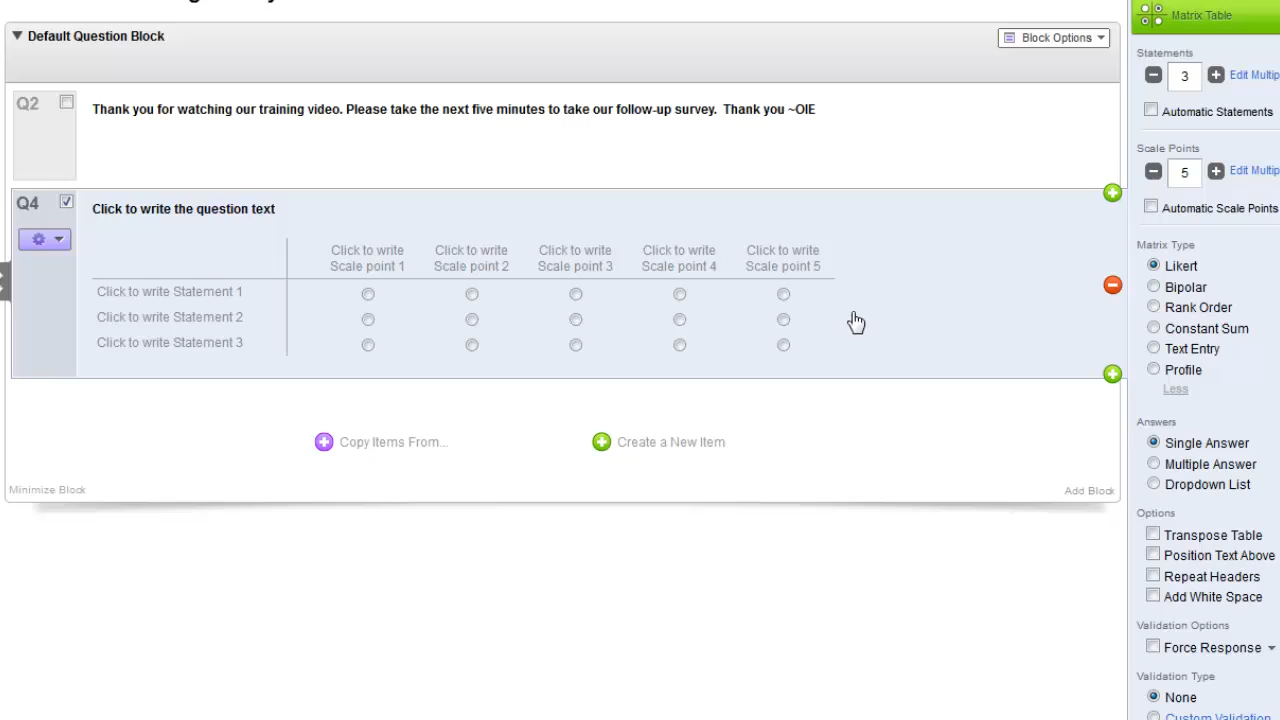 Default Question Block
Block Options
Q2
Thank you for watching our training video. Please take the next five minutes to take our follow-up survey. Thank you ~OIE
Q4
Click to write the question text
Click to write Scale point 1
Click to write Scale point 2
Click to write Scale point 3
Click to write Scale point 4
Click to write Scale point 5
Click to write Statement 1
Click to write Statement 2
Click to write Statement 3
Copy Items From...
Create a New Item
Minimize Block
Add Block
Matrix Table
Statements
3
Edit Multip
Automatic Statements
Scale Points
5
Edit Multip
Automatic Scale Points
Matrix Type
Likert
Bipolar
Rank Order
Constant Sum
Text Entry
Profile
Less
Answers
Single Answer
Multiple Answer
Dropdown List
Options
Transpose Table
Position Text Above
Repeat Headers
Add White Space
Validation Options
Force Response
Validation Type
None
Custom Validation